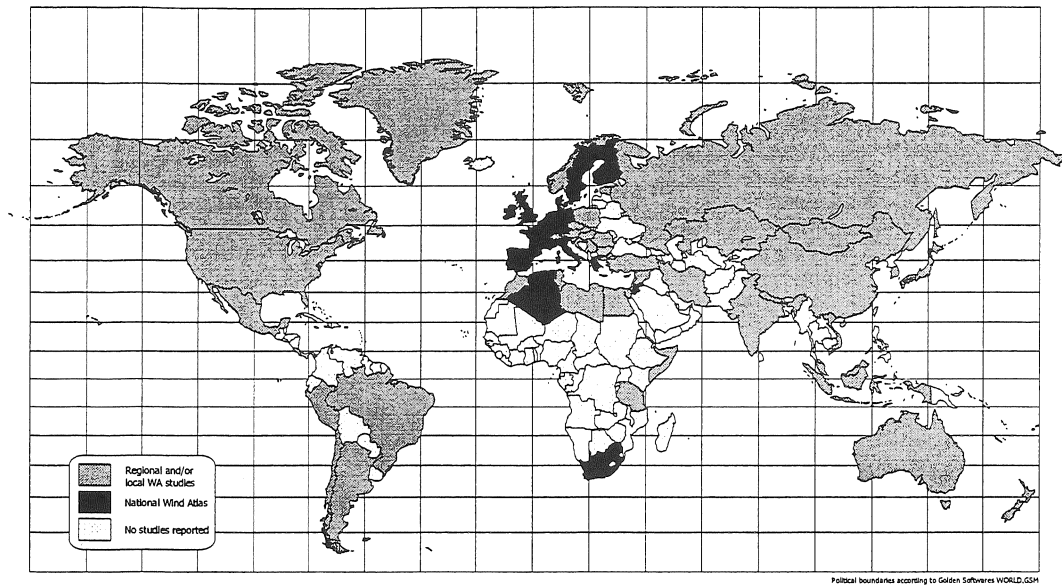 Regional and/or
local WA studies
National Wind Atlas
No studies reported
Political boundaries according to Golden Softwares WORLD.GSM